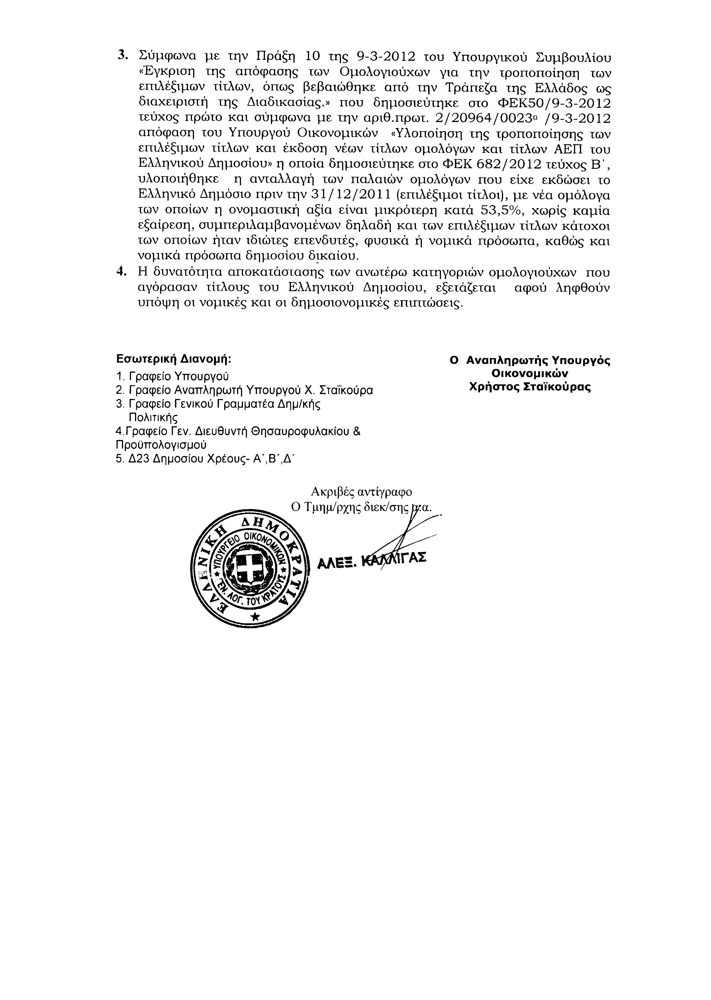 3. Σύμφωνα με την Πράξη 10 της 9-3-2012 του Υπουργικού Συμβουλίου
«Έγκριση της απόφασης των Ομολογιούχων για την τροποποίηση των
επιλέξιμων τίτλων, όπως βεβαιώθηκε από την Τράπεζα της Ελλάδος ως
διαχειριστή της Διαδικασίας.» που δημοσιεύτηκε στο ΦΕΚ50/9-3-2012
τεύχος πρώτο και σύμφωνα με την αριθ.πρωτ. 2/20964/0023α /9-3-2012
απόφαση του Υπουργού Οικονομικών «Υλοποίηση της τροποποίησης των
επιλέξιμων τίτλων και έκδοση νέων τίτλων ομολόγων και τίτλων ΑΕΠ του
Ελληνικού Δημοσίου» η οποία δημοσιεύτηκε στο ΦΕΚ 682/2012 τεύχος Β΄,
υλοποιήθηκε η ανταλλαγή των παλαιών ομολόγων που είχε εκδώσει το
Ελληνικό Δημόσιο πριν την 31/12/2011 (επιλέξιμοι τίτλοι), με νέα ομόλογα
των οποίων η ονομαστική αξία είναι μικρότερη κατά 53,5%, χωρίς καμία
εξαίρεση, συμπεριλαμβανομένων δηλαδή και των επιλέξιμων τίτλων κάτοχοι
των οποίων ήταν ιδιώτες επενδυτές, φυσικά ή νομικά πρόσωπα, καθώς και
νομικά πρόσωπα δημοσίου δικαίου.
4. Η δυνατότητα αποκατάστασης των ανωτέρω κατηγοριών ομολογιούχων που
αγόρασαν τίτλους του Ελληνικού Δημοσίου, εξετάζεται αφού ληφθούν
υπόψη οι νομικές και οι δημοσιονομικές επιπτώσεις.
Εσωτερική Διανομή:
1. Γραφείο Υπουργού
2. Γραφείο Αναπληρωτή Υπουργού Χ. Σταΐκούρα
3. Γραφείο Γενικού Γραμματέα Δημ/κής
Πολιτικής
4.Γραφείο Γεν. Διευθυντή Θησαυροφυλακίου &
Προϋπολογισμού
5. Δ23 Δημοσίου Χρέους- Α΄,Β΄,Δ΄
Ο Αναπληρωτής Υπουργός
Οικονομικών
Χρήστος Σταϊκούρας
Ακριβές αντίγραφο
Ο Τμημ/ρχης διεκ/σης π.α.
ΑΛΕΞ. ΚΑΛΛΙΓΑΣ
ΕΛΛΗΝΙΚΗ ΔΗΜΟΚΡΑΤΙΑ
ΥΠΟΥΡΓΕΙΟ ΟΙΚΟΝΟΜΙΚΩΝ
ΓΕΝ. ΛΟΓ. ΤΟΥ ΚΡΑΤΟΥΣ